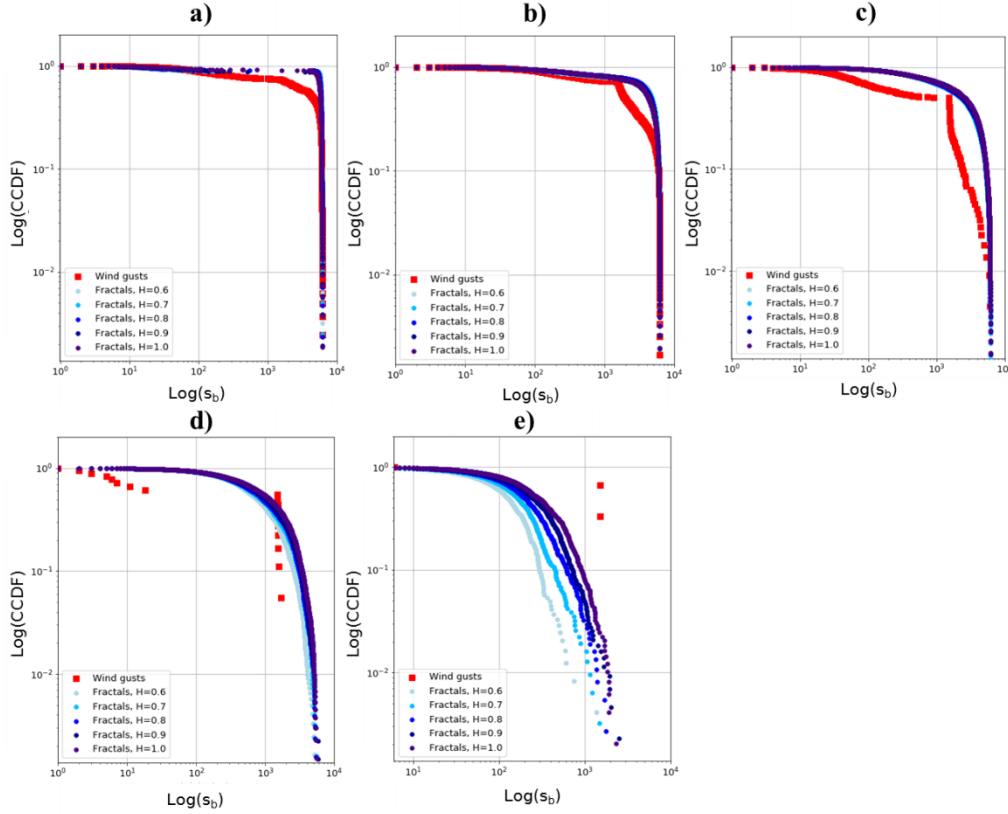 a)
b)
c)
10⁰
10⁻¹
10⁻²
Log(CCDF)
Wind gusts
Fractals, H=0.6
Fractals, H=0.7
Fractals, H=0.8
Fractals, H=0.9
Fractals, H=1.0
10⁰
10¹
10²
10³
10⁴
Log(s_b)
10⁰
10⁻¹
10⁻²
Log(CCDF)
Wind gusts
Fractals, H=0.6
Fractals, H=0.7
Fractals, H=0.8
Fractals, H=0.9
Fractals, H=1.0
10⁰
10¹
10²
10³
10⁴
Log(s_b)
10⁰
10⁻¹
10⁻²
Log(CCDF)
Wind gusts
Fractals, H=0.6
Fractals, H=0.7
Fractals, H=0.8
Fractals, H=0.9
Fractals, H=1.0
10⁰
10¹
10²
10³
Log(s_b)
d)
e)
10⁰
10⁻¹
10⁻²
Log(CCDF)
Wind gusts
Fractals, H=0.6
Fractals, H=0.7
Fractals, H=0.8
Fractals, H=0.9
Fractals, H=1.0
10⁰
10¹
10²
10³
10⁴
Log(s_b)
10⁰
10⁻¹
10⁻²
Log(CCDF)
Wind gusts
Fractals, H=0.6
Fractals, H=0.7
Fractals, H=0.8
Fractals, H=0.9
Fractals, H=1.0
10¹
10²
10³
10⁴
Log(s_b)